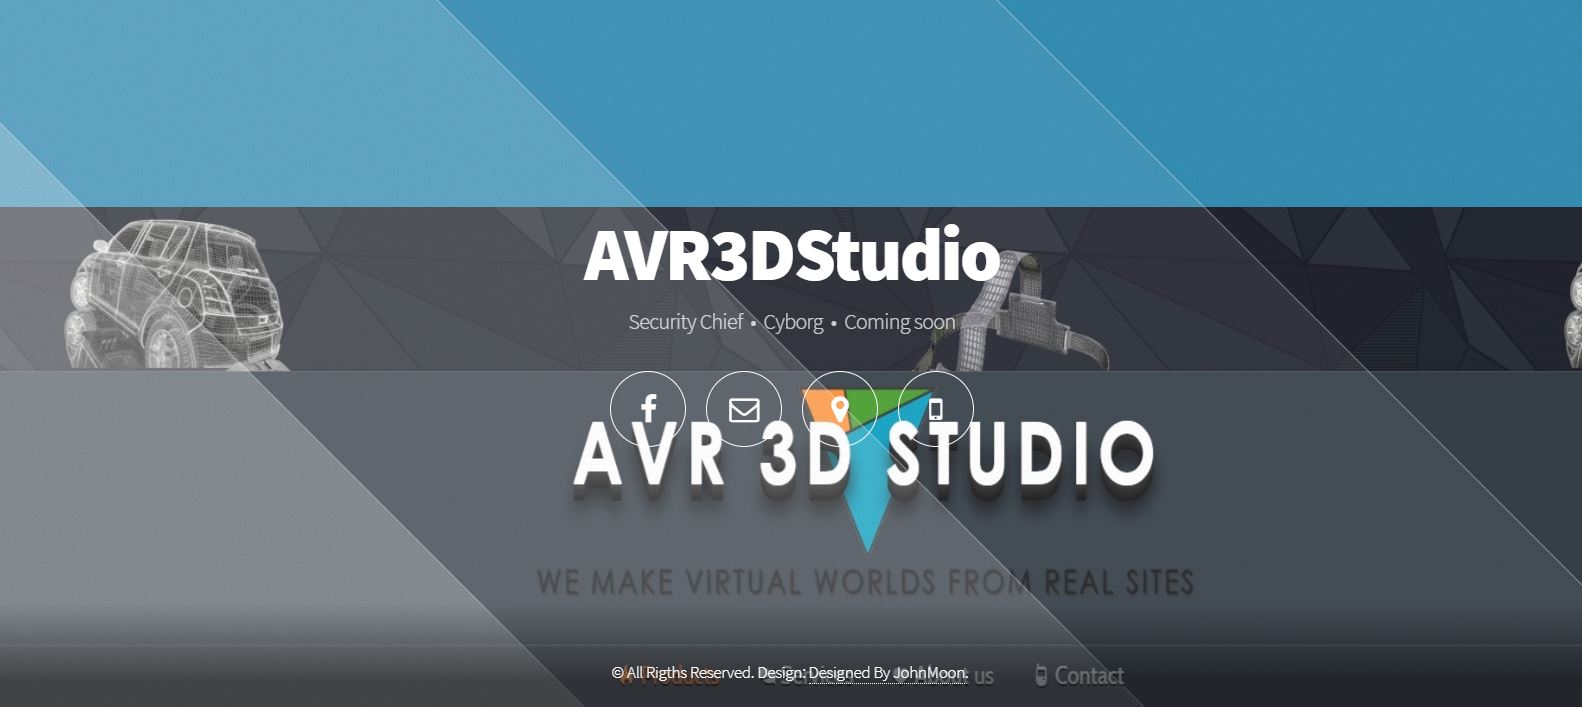 AVR3DStudio
Security Chief • Cyborg • Coming soon
AVR 3D STUDIO
WE MAKE VIRTUAL WORLDS FROM REAL SITES
© All Rigths Reserved. Design: Designed By JohnMoon.
Products us Contact